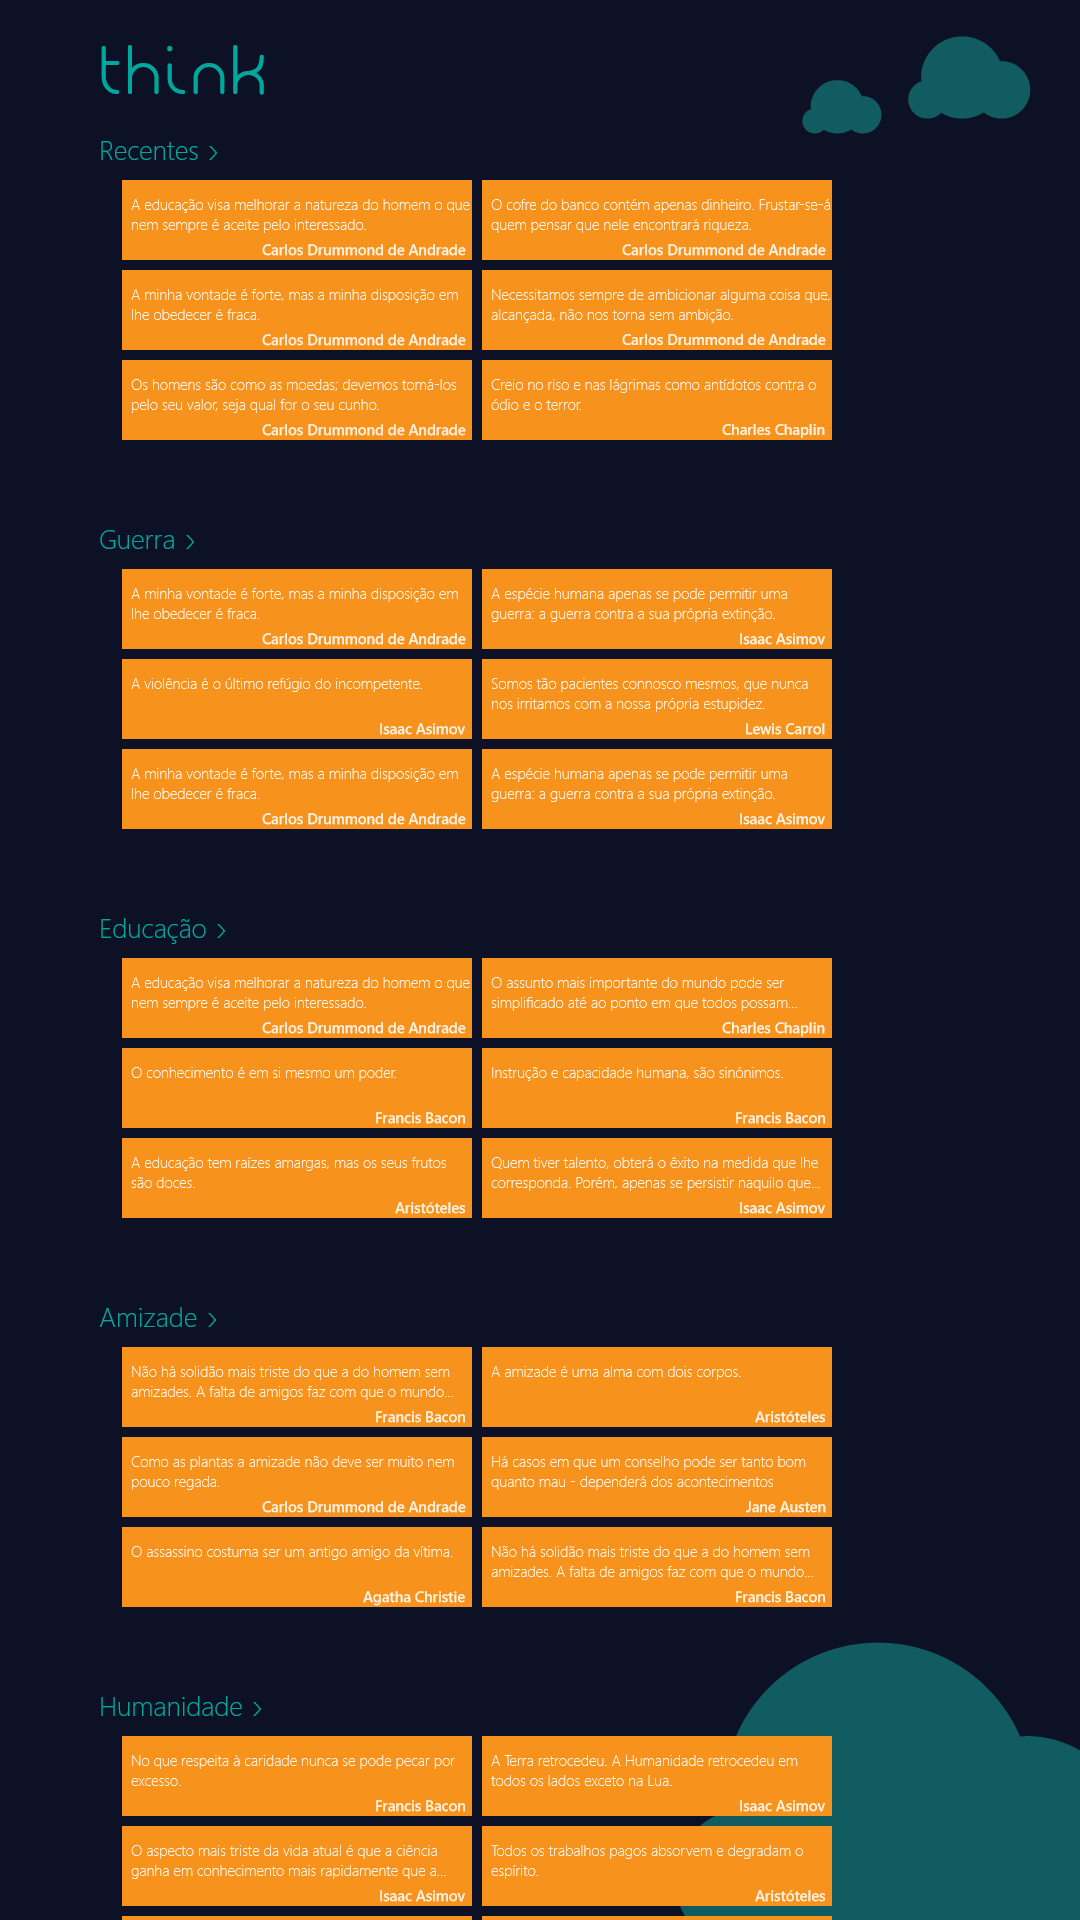 think
Recentes >
A educação visa melhorar a natureza do homem o que
nem sempre é aceite pelo interessado.
Carlos Drummond de Andrade
O cofre do banco contém apenas dinheiro. Frustar-se-á
quem pensar que nele encontrará riqueza.
Carlos Drummond de Andrade
A minha vontade é forte, mas a minha disposição em
lhe obedecer é fraca.
Carlos Drummond de Andrade
Necessitamos sempre de ambicionar alguma coisa que,
alcançada, não nos torna sem ambição.
Carlos Drummond de Andrade
Os homens são como as moedas; devemos tomá-los
pelo seu valor, seja qual for o seu cunho.
Carlos Drummond de Andrade
Creio no riso e nas lágrimas como antídotos contra o
ódio e o terror.
Charles Chaplin
Guerra >
A minha vontade é forte, mas a minha disposição em
lhe obedecer é fraca.
Carlos Drummond de Andrade
A espécie humana apenas se pode permitir uma
guerra: a guerra contra a sua própria extinção.
Isaac Asimov
A violência é o último refúgio do incompetente.
Isaac Asimov
Somos tão pacientes connosco mesmos, que nunca
nos irritamos com a nossa própria estupidez.
Lewis Carrol
A minha vontade é forte, mas a minha disposição em
lhe obedecer é fraca.
Carlos Drummond de Andrade
A espécie humana apenas se pode permitir uma
guerra: a guerra contra a sua própria extinção.
Isaac Asimov
Educação >
A educação visa melhorar a natureza do homem o que
nem sempre é aceite pelo interessado.
Carlos Drummond de Andrade
O assunto mais importante do mundo pode ser
simplificado até ao ponto em que todos possam...
Charles Chaplin
O conhecimento é em si mesmo um poder.
Francis Bacon
Instrução e capacidade humana, são sinónimos.
Francis Bacon
A educação tem raízes amargas, mas os seus frutos
são doces.
Aristóteles
Quem tiver talento, obterá o êxito na medida que lhe
corresponda. Porém, apenas se persistir naquilo que...
Isaac Asimov
Amizade >
Não há solidão mais triste do que a do homem sem
amizades. A falta de amigos faz com que o mundo...
Francis Bacon
A amizade é uma alma com dois corpos.
Aristóteles
Como as plantas a amizade não deve ser muito nem
pouco regada.
Carlos Drummond de Andrade
Há casos em que um conselho pode ser tanto bom
quanto mau - dependerá dos acontecimentos
Jane Austen
O assassino costuma ser um antigo amigo da vítima.
Agatha Christie
Não há solidão mais triste do que a do homem sem
amizades. A falta de amigos faz com que o mundo...
Francis Bacon
Humanidade >
No que respeita à caridade nunca se pode pecar por
excesso.
Francis Bacon
A Terra retrocedeu. A Humanidade retrocedeu em
todos os lados exceto na Lua.
Isaac Asimov
O aspecto mais triste da vida atual é que a ciência
ganha em conhecimento mais rapidamente que a...
Isaac Asimov
Todos os trabalhos pagos absorvem e degradam o
espírito.
Aristóteles